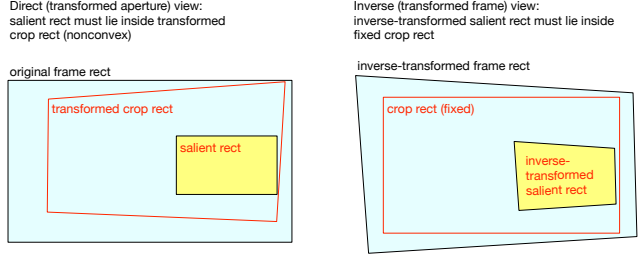 Direct (transformed aperture) view:
salient rect must lie inside transformed
crop rect (nonconvex)
original frame rect
transformed crop rect
salient rect
Inverse (transformed frame) view:
inverse-transformed salient rect must lie inside
fixed crop rect
inverse-transformed frame rect
crop rect (fixed)
inverse-
transformed
salient rect